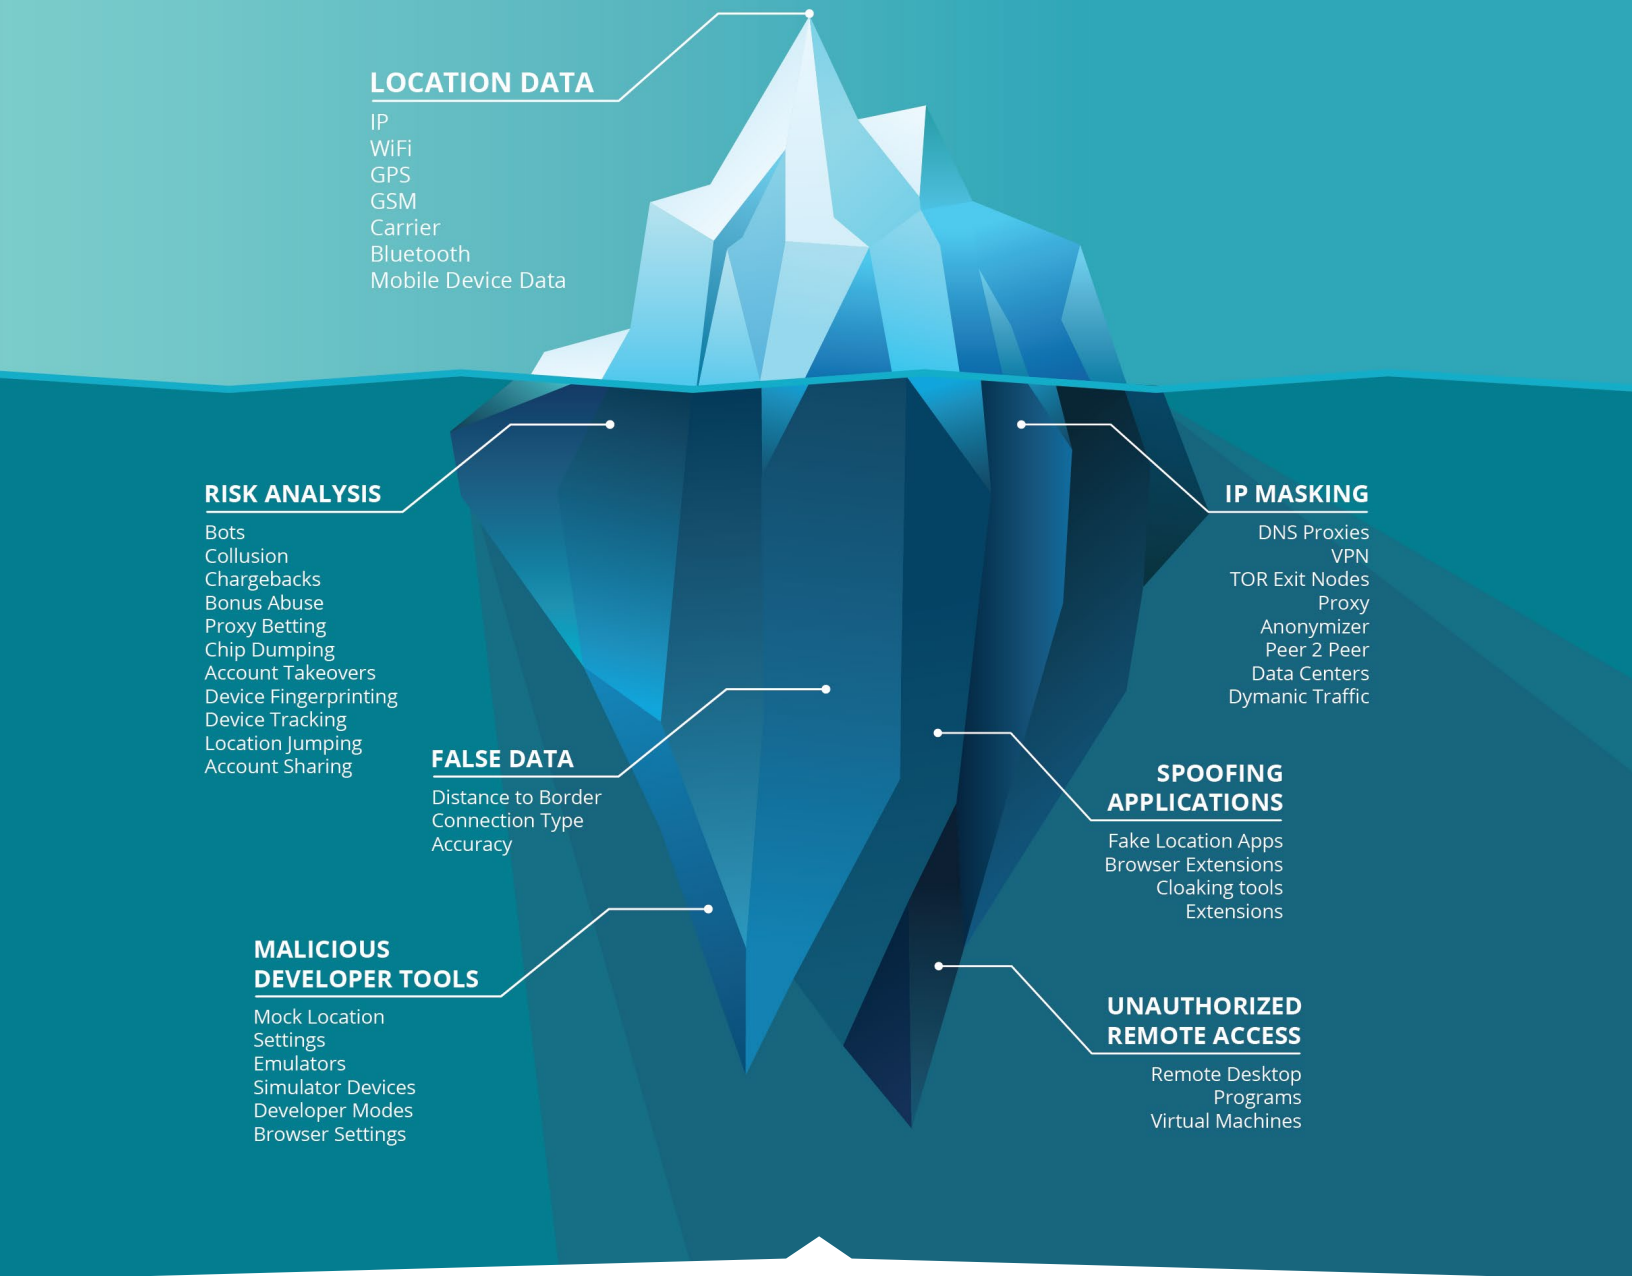 LOCATION DATA
IP
WiFi
GPS
GSM
Carrier
Bluetooth
Mobile Device Data
RISK ANALYSIS
Bots
Collusion
Chargebacks
Bonus Abuse
Proxy Betting
Chip Dumping
Account Takeovers
Device Fingerprinting
Device Tracking
Location Jumping
Account Sharing
IP MASKING
DNS Proxies
VPN
TOR Exit Nodes
Proxy
Anonymizer
Peer 2 Peer
Data Centers
Dymanic Traffic
FALSE DATA
Distance to Border
Connection Type
Accuracy
SPOOFING
APPLICATIONS
Fake Location Apps
Browser Extensions
Cloaking tools
Extensions
MALICIOUS
DEVELOPER TOOLS
Mock Location
Settings
Emulators
Simulator Devices
Developer Modes
Browser Settings
UNAUTHORIZED
REMOTE ACCESS
Remote Desktop
Programs
Virtual Machines